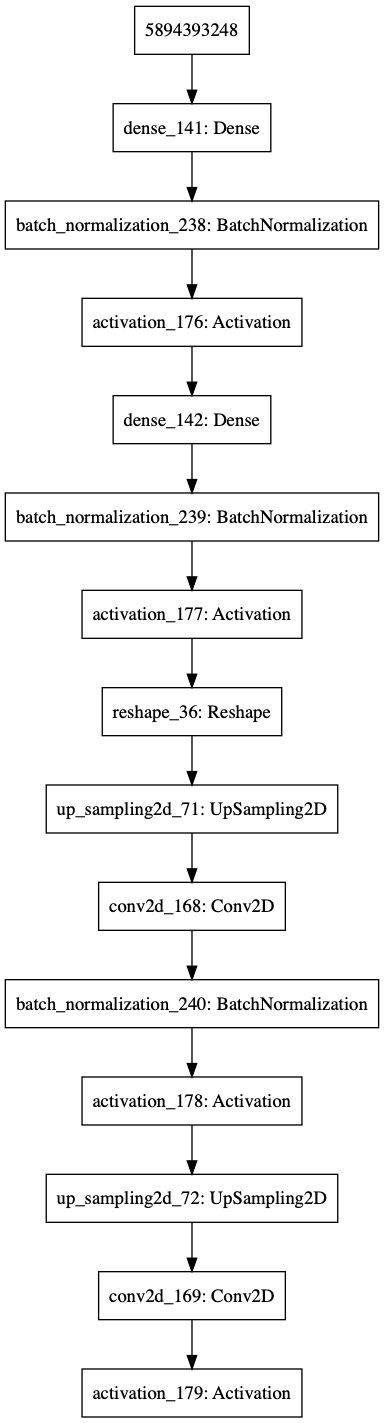 5894393248
dense_141: Dense
batch_normalization_238: BatchNormalization
activation_176: Activation
dense_142: Dense
batch_normalization_239: BatchNormalization
activation_177: Activation
reshape_36: Reshape
up_sampling2d_71: UpSampling2D
conv2d_168: Conv2D
batch_normalization_240: BatchNormalization
activation_178: Activation
up_sampling2d_72: UpSampling2D
conv2d_169: Conv2D
activation_179: Activation